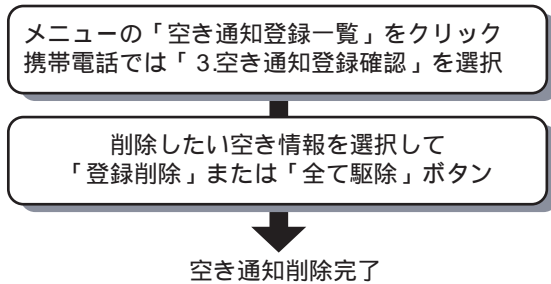 メニューの「空き通知登録一覧」をクリック
携帯電話では「3.空き通知登録確認」を選択
削除したい空き情報を選択して
「登録削除」または「全て駆除」ボタン
空き通知削除完了